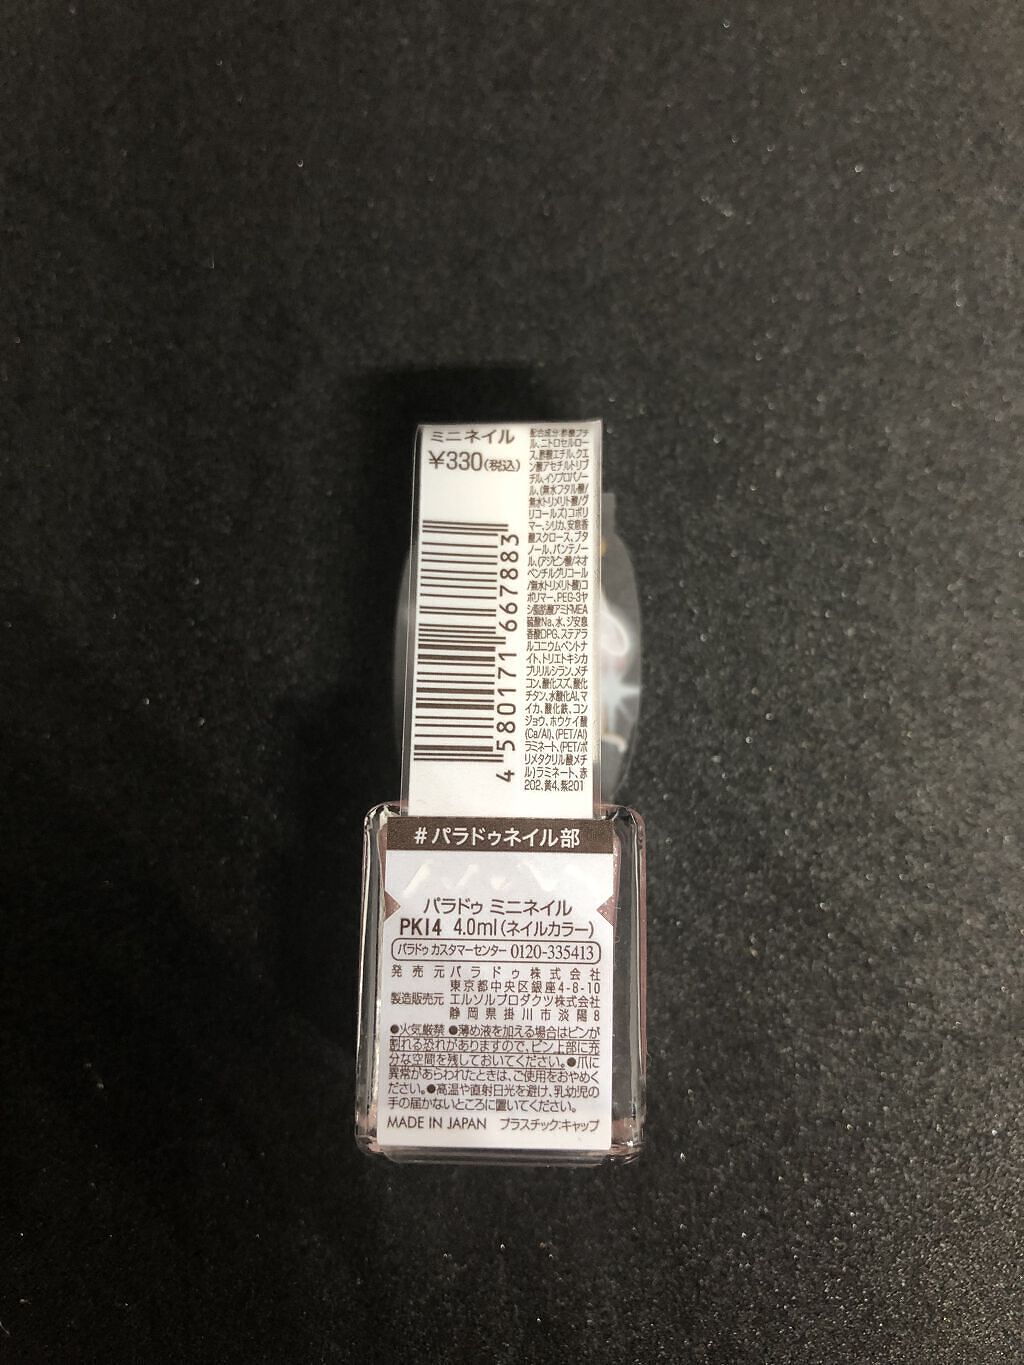 ミニネイル
¥330(税込)
4580171667883
配合成分:酢酸ブチ
ル、ニトロセルロー
ス、酢酸エチル、クエ
ン酸アセチルトリブ
チル、イソプロパノー
ル、(無水フタル酸/
無水トリメリト酸/グ
リコールズ)コポリ
マー、シリカ、安息香
酸スクロース、ブタ
ノール、パンテノー
ル、(アジピン酸/ネオ
ペンチルグリコール
/無水トリメリト酸)コ
ポリマー、PEG-3ヤ
シ脂肪酸アミドMEA
硫酸Na、水、ジ安息
香酸DPG、ステアラ
ルコニウムベントナ
イト、トリエトキシカ
プリリルシラン、メチ
コン、酸化スズ、酸化
チタン、水酸化Al、マ
イカ、酸化鉄、コン
ジョウ、ホウケイ酸
(Ca/Al)、(PET/Al)
ラミネート、(PET/ポ
リメタクリル酸メチ
ル)ラミネート、赤
202、黄4、紫201
#パラドゥネイル部
パラドゥ ミニネイル
PK14 4.0ml(ネイルカラー)
パラドゥ カスタマーセンター 0120-335413
発売元 パラドゥ株式会社
東京都中央区銀座4-8-10
製造販売元 エルソルプロダクツ株式会社
静岡県掛川市淡陽8
●火気厳禁 ●薄め液を加える場合はビンが
割れる恐れがありますので、ビン上部に充
分な空間を残しておいてください。●爪に
異常があらわれたときは、ご使用をおやめく
ださい。●高温や直射日光を避け、乳幼児の
手の届かないところに置いてください。
MADE IN JAPAN プラスチック:キャップ